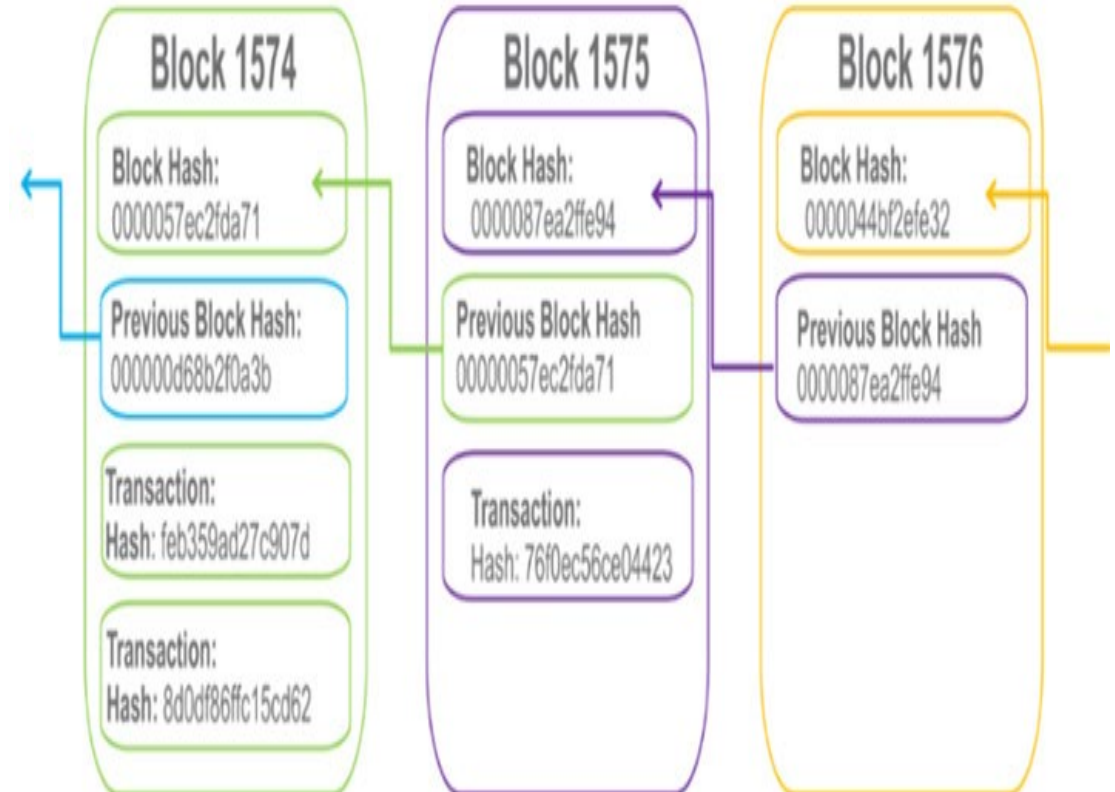 Block 1574
Block Hash:
0000057ec2fda71
Previous Block Hash:
000000d68b2f0a3b
Transaction:
Hash: feb359ad27c907d
Transaction:
Hash: 8d0df86ffc15cd62
Block 1575
Block Hash:
0000087ea2ffe94
Previous Block Hash
00000057ec2fda71
Transaction:
Hash: 76f0ec56ce04423
Block 1576
Block Hash:
0000044bf2efe32
Previous Block Hash
0000087ea2ffe94